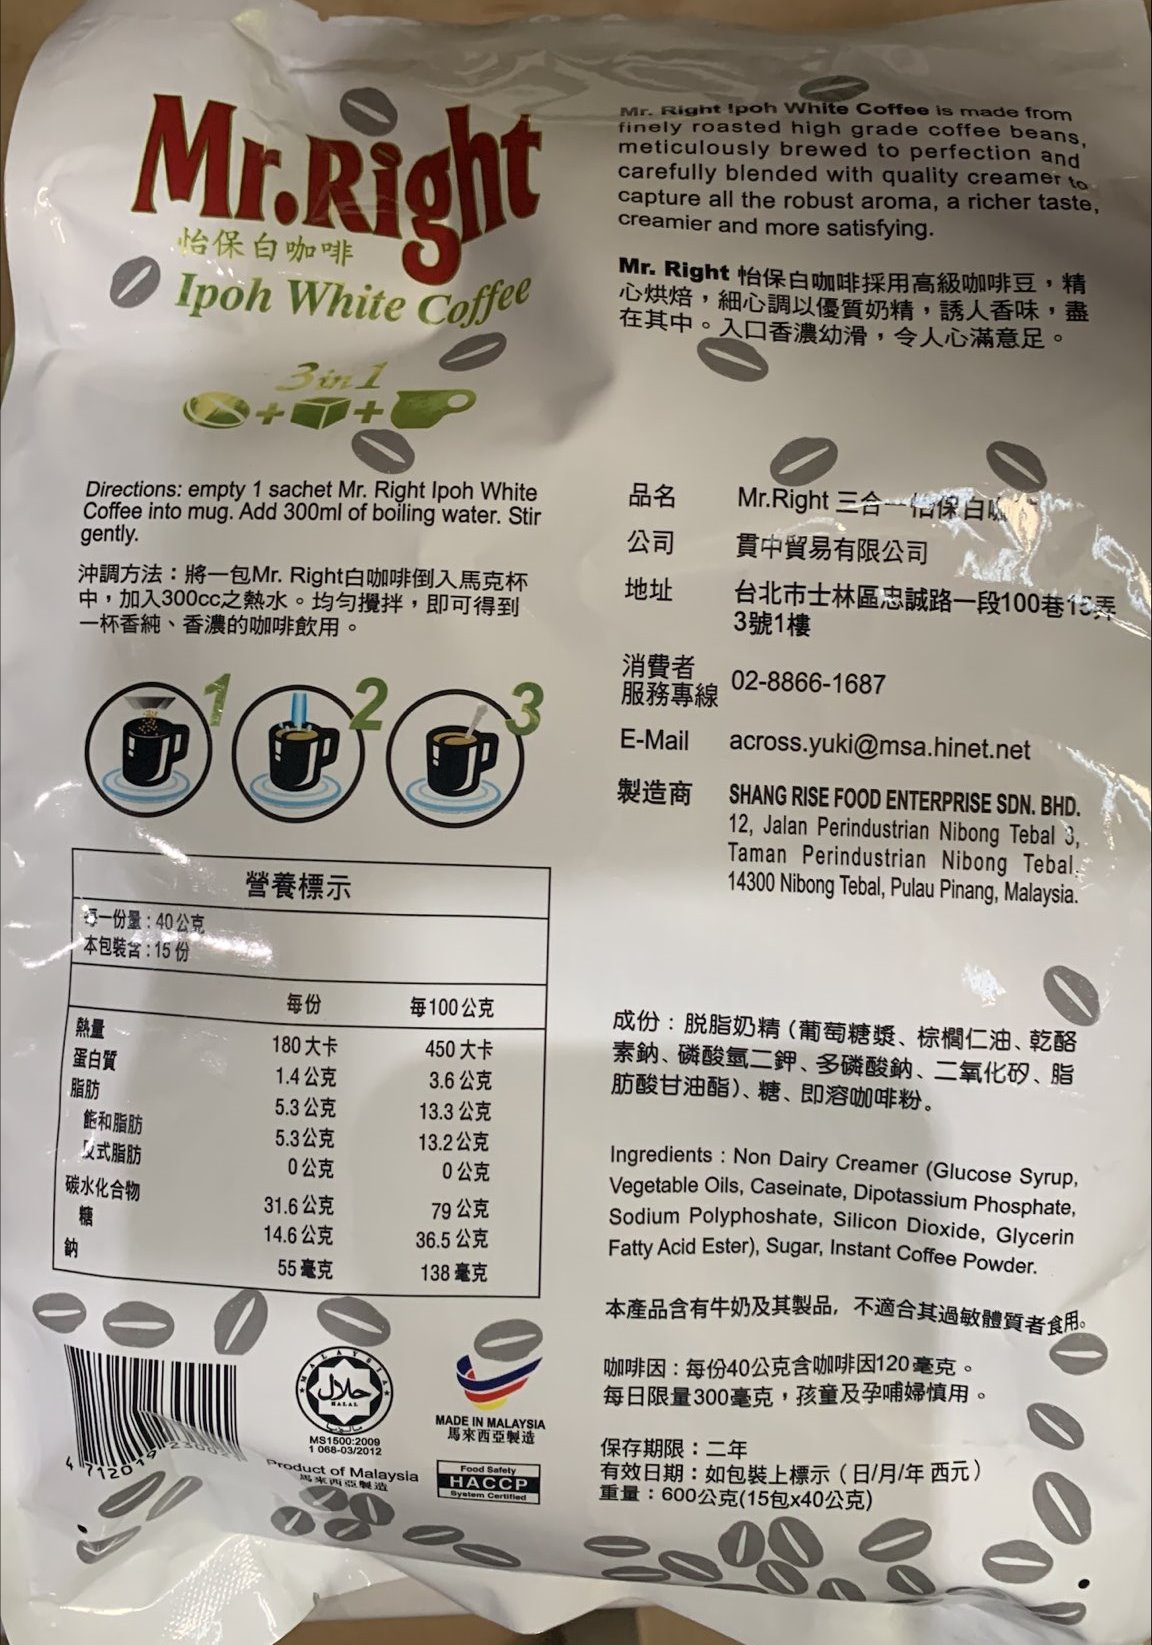 Mr.Right
怡保白咖啡
Ipoh White Coffee
3in1
Directions: empty 1 sachet Mr. Right Ipoh White
Coffee into mug. Add 300ml of boiling water. Stir
gently.
沖調方法：將一包Mr. Right白咖啡倒入馬克杯
中，加入300cc之熱水。均勻攪拌，即可得到
一杯香純、香濃的咖啡飲用。
1 2 3
營養標示
每一份量：40公克
本包裝含：15份
每份 每100公克
熱量 180大卡 450大卡
蛋白質 1.4公克 3.6公克
脂肪 5.3公克 13.3公克
飽和脂肪 5.3公克 13.2公克
反式脂肪 0公克 0公克
碳水化合物 31.6公克 79公克
糖 14.6公克 36.5公克
鈉 55毫克 138毫克
MALAYSIA
حلال
HALAL
MS1500:2009
1 068-03/2012
Product of Malaysia
馬來西亞製造
MADE IN MALAYSIA
馬來西亞製造
Food Safety
HACCP
System Certified
Mr. Right Ipoh White Coffee is made from
finely roasted high grade coffee beans,
meticulously brewed to perfection and
carefully blended with quality creamer to
capture all the robust aroma, a richer taste,
creamier and more satisfying.
Mr. Right 怡保白咖啡採用高級咖啡豆，精
心烘焙，細心調以優質奶精，誘人香味，盡
在其中。入口香濃幼滑，令人心滿意足。
品名 Mr.Right 三合一怡保白咖
公司 貫中貿易有限公司
地址 台北市士林區忠誠路一段100巷 弄
3號1樓
消費者
服務專線 02-8866-1687
E-Mail across.yuki@msa.hinet.net
製造商 SHANG RISE FOOD ENTERPRISE SDN. BHD.
12, Jalan Perindustrian Nibong Tebal 3,
Taman Perindustrian Nibong Tebal,
14300 Nibong Tebal, Pulau Pinang, Malaysia.
成份：脫脂奶精（葡萄糖漿、棕櫚仁油、乾酪
素鈉、磷酸氫二鉀、多磷酸鈉、二氧化矽、脂
肪酸甘油酯）、糖、即溶咖啡粉。
Ingredients : Non Dairy Creamer (Glucose Syrup,
Vegetable Oils, Caseinate, Dipotassium Phosphate,
Sodium Polyphoshate, Silicon Dioxide, Glycerin
Fatty Acid Ester), Sugar, Instant Coffee Powder.
本產品含有牛奶及其製品，不適合其過敏體質者食用。
咖啡因：每份40公克含咖啡因120毫克。
每日限量300毫克，孩童及孕哺婦慎用。
保存期限：二年
有效日期：如包裝上標示（日/月/年 西元）
重量：600公克(15包x40公克)